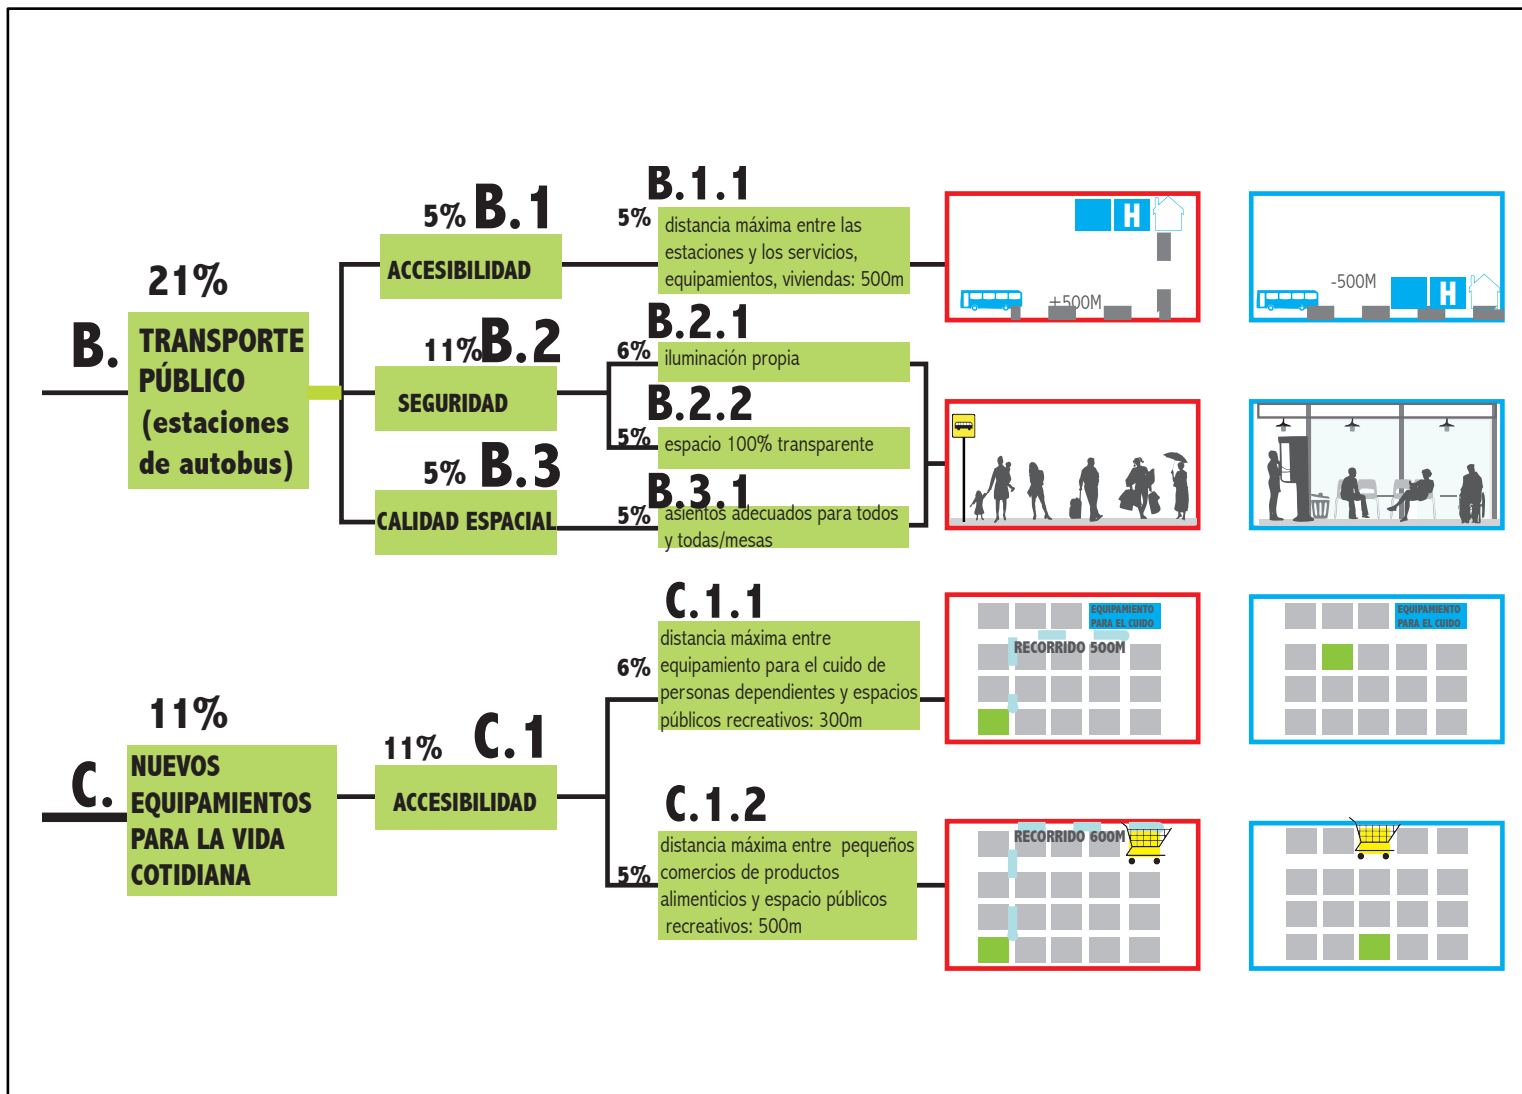 B.
21%
TRANSPORTE
PÚBLICO
(estaciones
de autobus)
5% B.1
ACCESIBILIDAD
B.1.1
5%
distancia máxima entre las
estaciones y los servicios,
equipamientos, viviendas: 500m
H
+500M
-500M
H
11% B.2
SEGURIDAD
B.2.1
6%
iluminación propia
B.2.2
5%
espacio 100% transparente
5% B.3
CALIDAD ESPACIAL
B.3.1
5%
asientos adecuados para todos
y todas/mesas
C.
11%
NUEVOS
EQUIPAMIENTOS
PARA LA VIDA
COTIDIANA
11% C.1
ACCESIBILIDAD
C.1.1
6%
distancia máxima entre
equipamiento para el cuido de
personas dependientes y espacios
públicos recreativos: 300m
EQUIPAMIENTO
PARA EL CUIDO
RECORRIDO 500M
EQUIPAMIENTO
PARA EL CUIDO
C.1.2
5%
distancia máxima entre pequeños
comercios de productos
alimenticios y espacio públicos
recreativos: 500m
RECORRIDO 600M